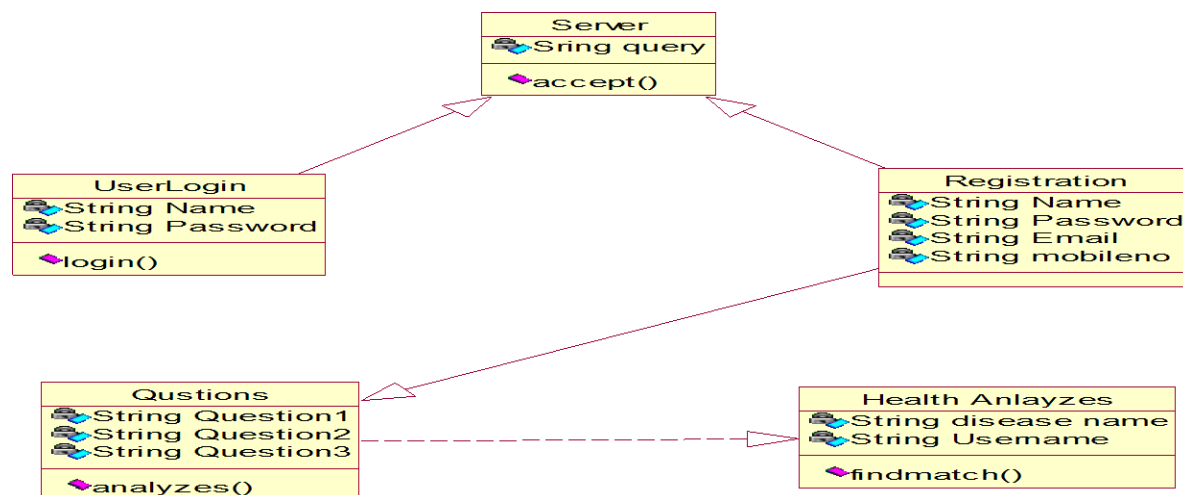 Server
Sring query
accept()
UserLogin
String Name
String Password
login()
Registration
String Name
String Password
String Email
String mobileno
Qustions
String Question1
String Question2
String Question3
analyzes()
Health Anlayzes
String disease name
String Username
findmatch()